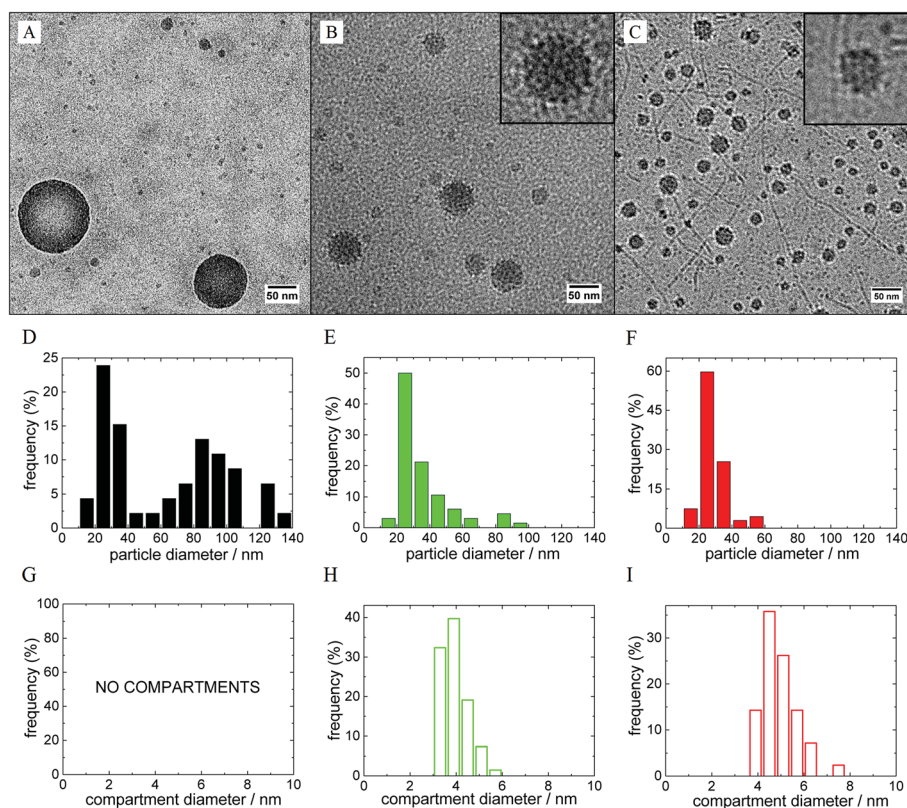 A
B
C
50 nm
50 nm
50 nm
D
E
F
25
20
15
10
5
0
frequency (%)
0 20 40 60 80 100 120 140
particle diameter / nm
50
40
30
20
10
0
frequency (%)
0 20 40 60 80 100 120 140
particle diameter / nm
60
45
30
15
0
frequency (%)
0 20 40 60 80 100 120 140
particle diameter / nm
G
H
I
100
80
60
40
20
0
frequency (%)
NO COMPARTMENTS
0 2 4 6 8 10
compartment diameter / nm
40
30
20
10
0
frequency (%)
0 2 4 6 8 10
compartment diameter / nm
30
20
10
0
frequency (%)
0 2 4 6 8 10
compartment diameter / nm